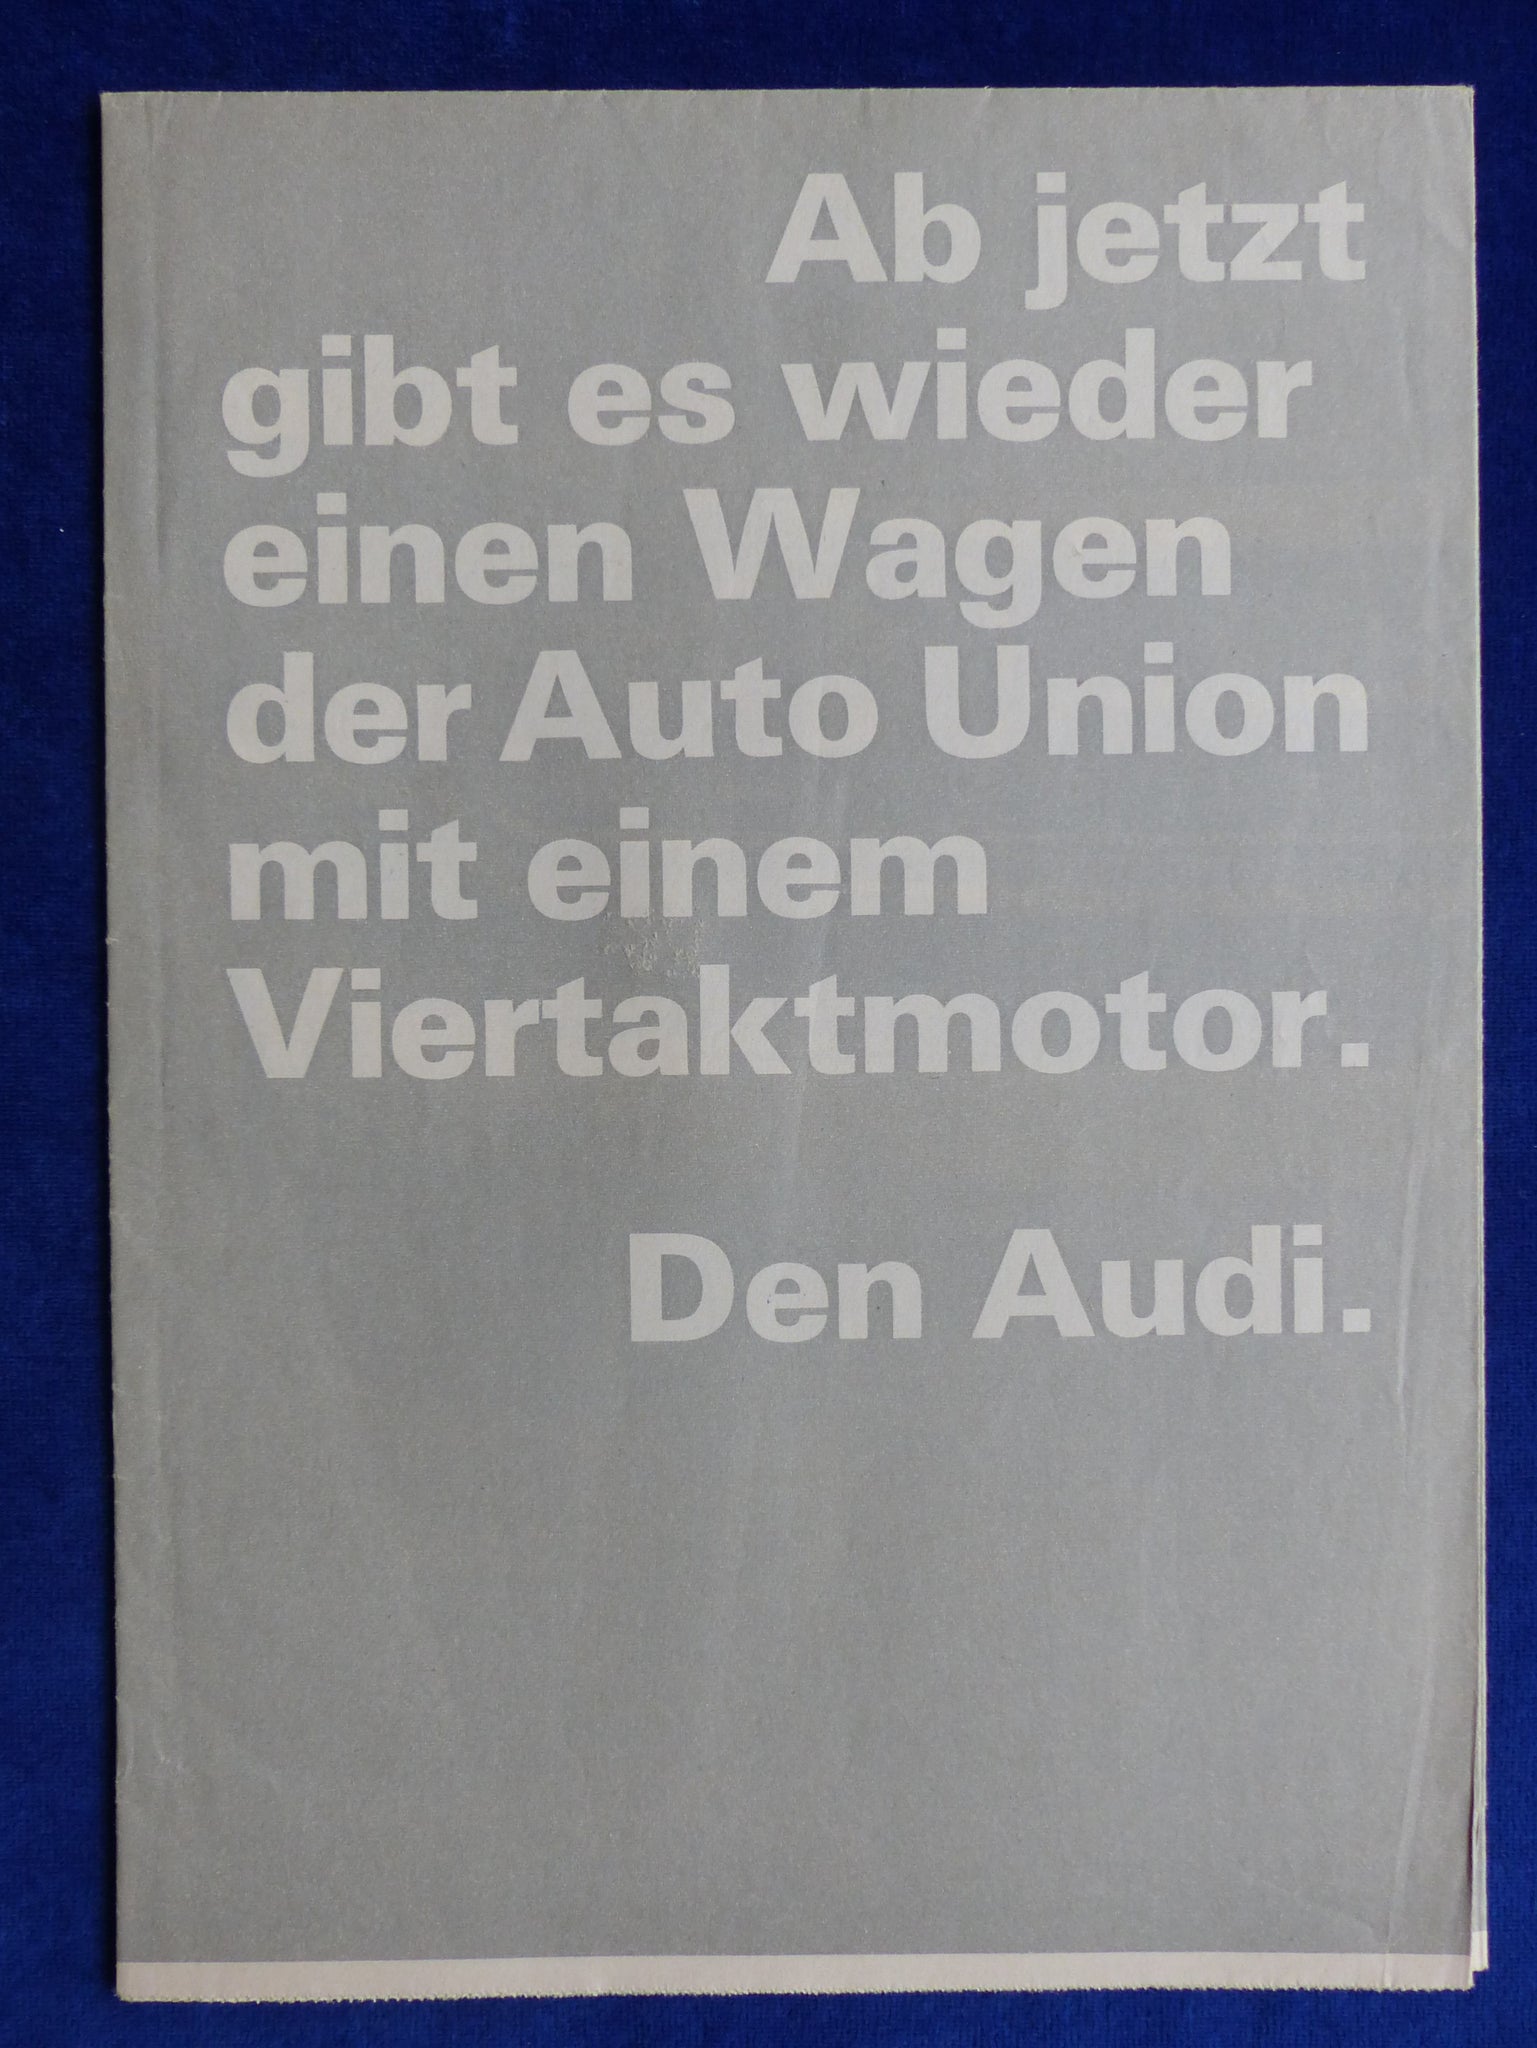 Ab jetzt
gibt es wieder
einen Wagen
der Auto Union
mit einem
Viertaktmotor.
Den Audi.